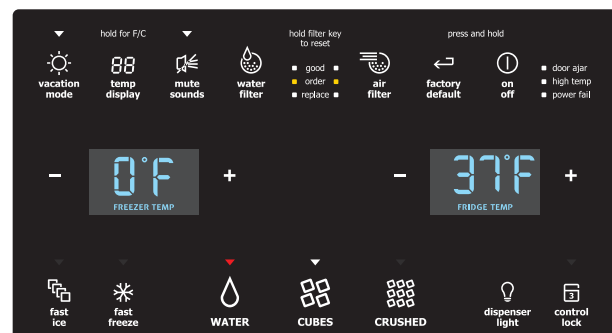 hold for F/C
hold filter key
to reset
press and hold
88
vacation
mode
temp
display
mute
sounds
water
filter
good
order
replace
air
filter
factory
default
on
off
door ajar
high temp
power fail
- 0°F +
FREEZER TEMP
- 37°F +
FRIDGE TEMP
3
fast
ice
fast
freeze
WATER
CUBES
CRUSHED
dispenser
light
control
lock